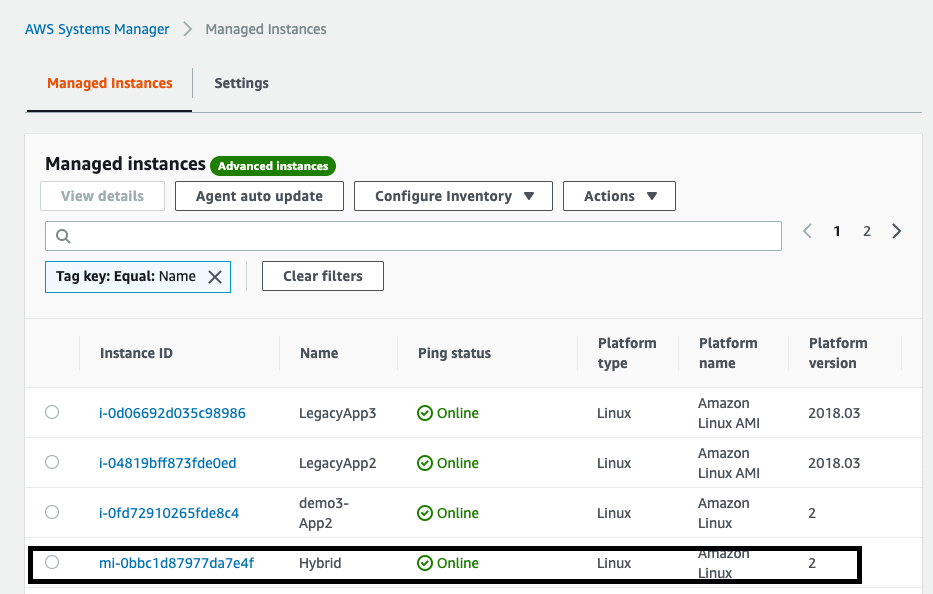 AWS Systems Manager > Managed Instances
Managed Instances Settings
Managed instances Advanced instances
View details Agent auto update Configure Inventory Actions
1 2
Tag key: Equal: Name Clear filters
Instance ID Name Ping status Platform type Platform name Platform version
i-0d06692d035c98986 LegacyApp3 Online Linux Amazon Linux AMI 2018.03
i-04819bff873fde0ed LegacyApp2 Online Linux Amazon Linux AMI 2018.03
i-0fd72910265fde8c4 demo3-App2 Online Linux Amazon Linux 2
mi-0bbc1d87977da7e4f Hybrid Online Linux Amazon Linux 2